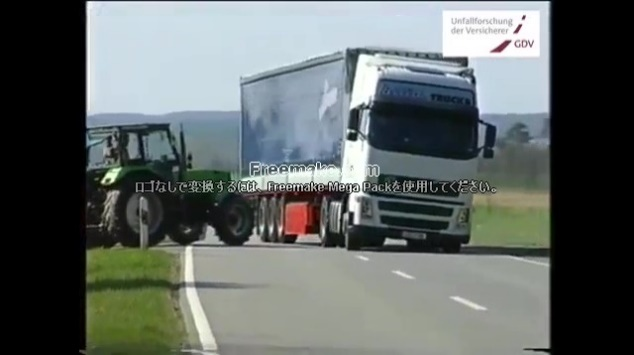 Unfallforschung
der Versicherer
GDV
TRUCKS
Freemake.com
ロゴなしで変換するには、Freemake Mega Packを使用してください。